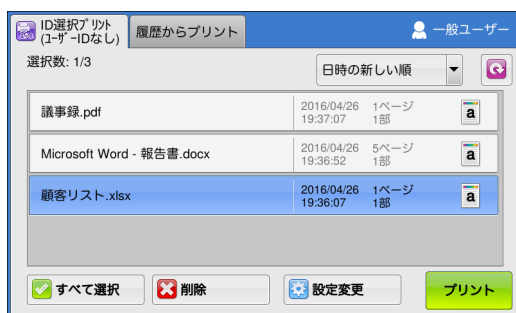 ID選択プリント
(ユーザーIDなし)
履歴からプリント
一般ユーザー
選択数: 1/3
日時の新しい順
議事録.pdf
2016/04/26 1ページ
19:37:07 1部
a
Microsoft Word - 報告書.docx
2016/04/26 5ページ
19:36:52 1部
a
顧客リスト.xlsx
2016/04/26 1ページ
19:36:07 1部
a
すべて選択
削除
設定変更
プリント